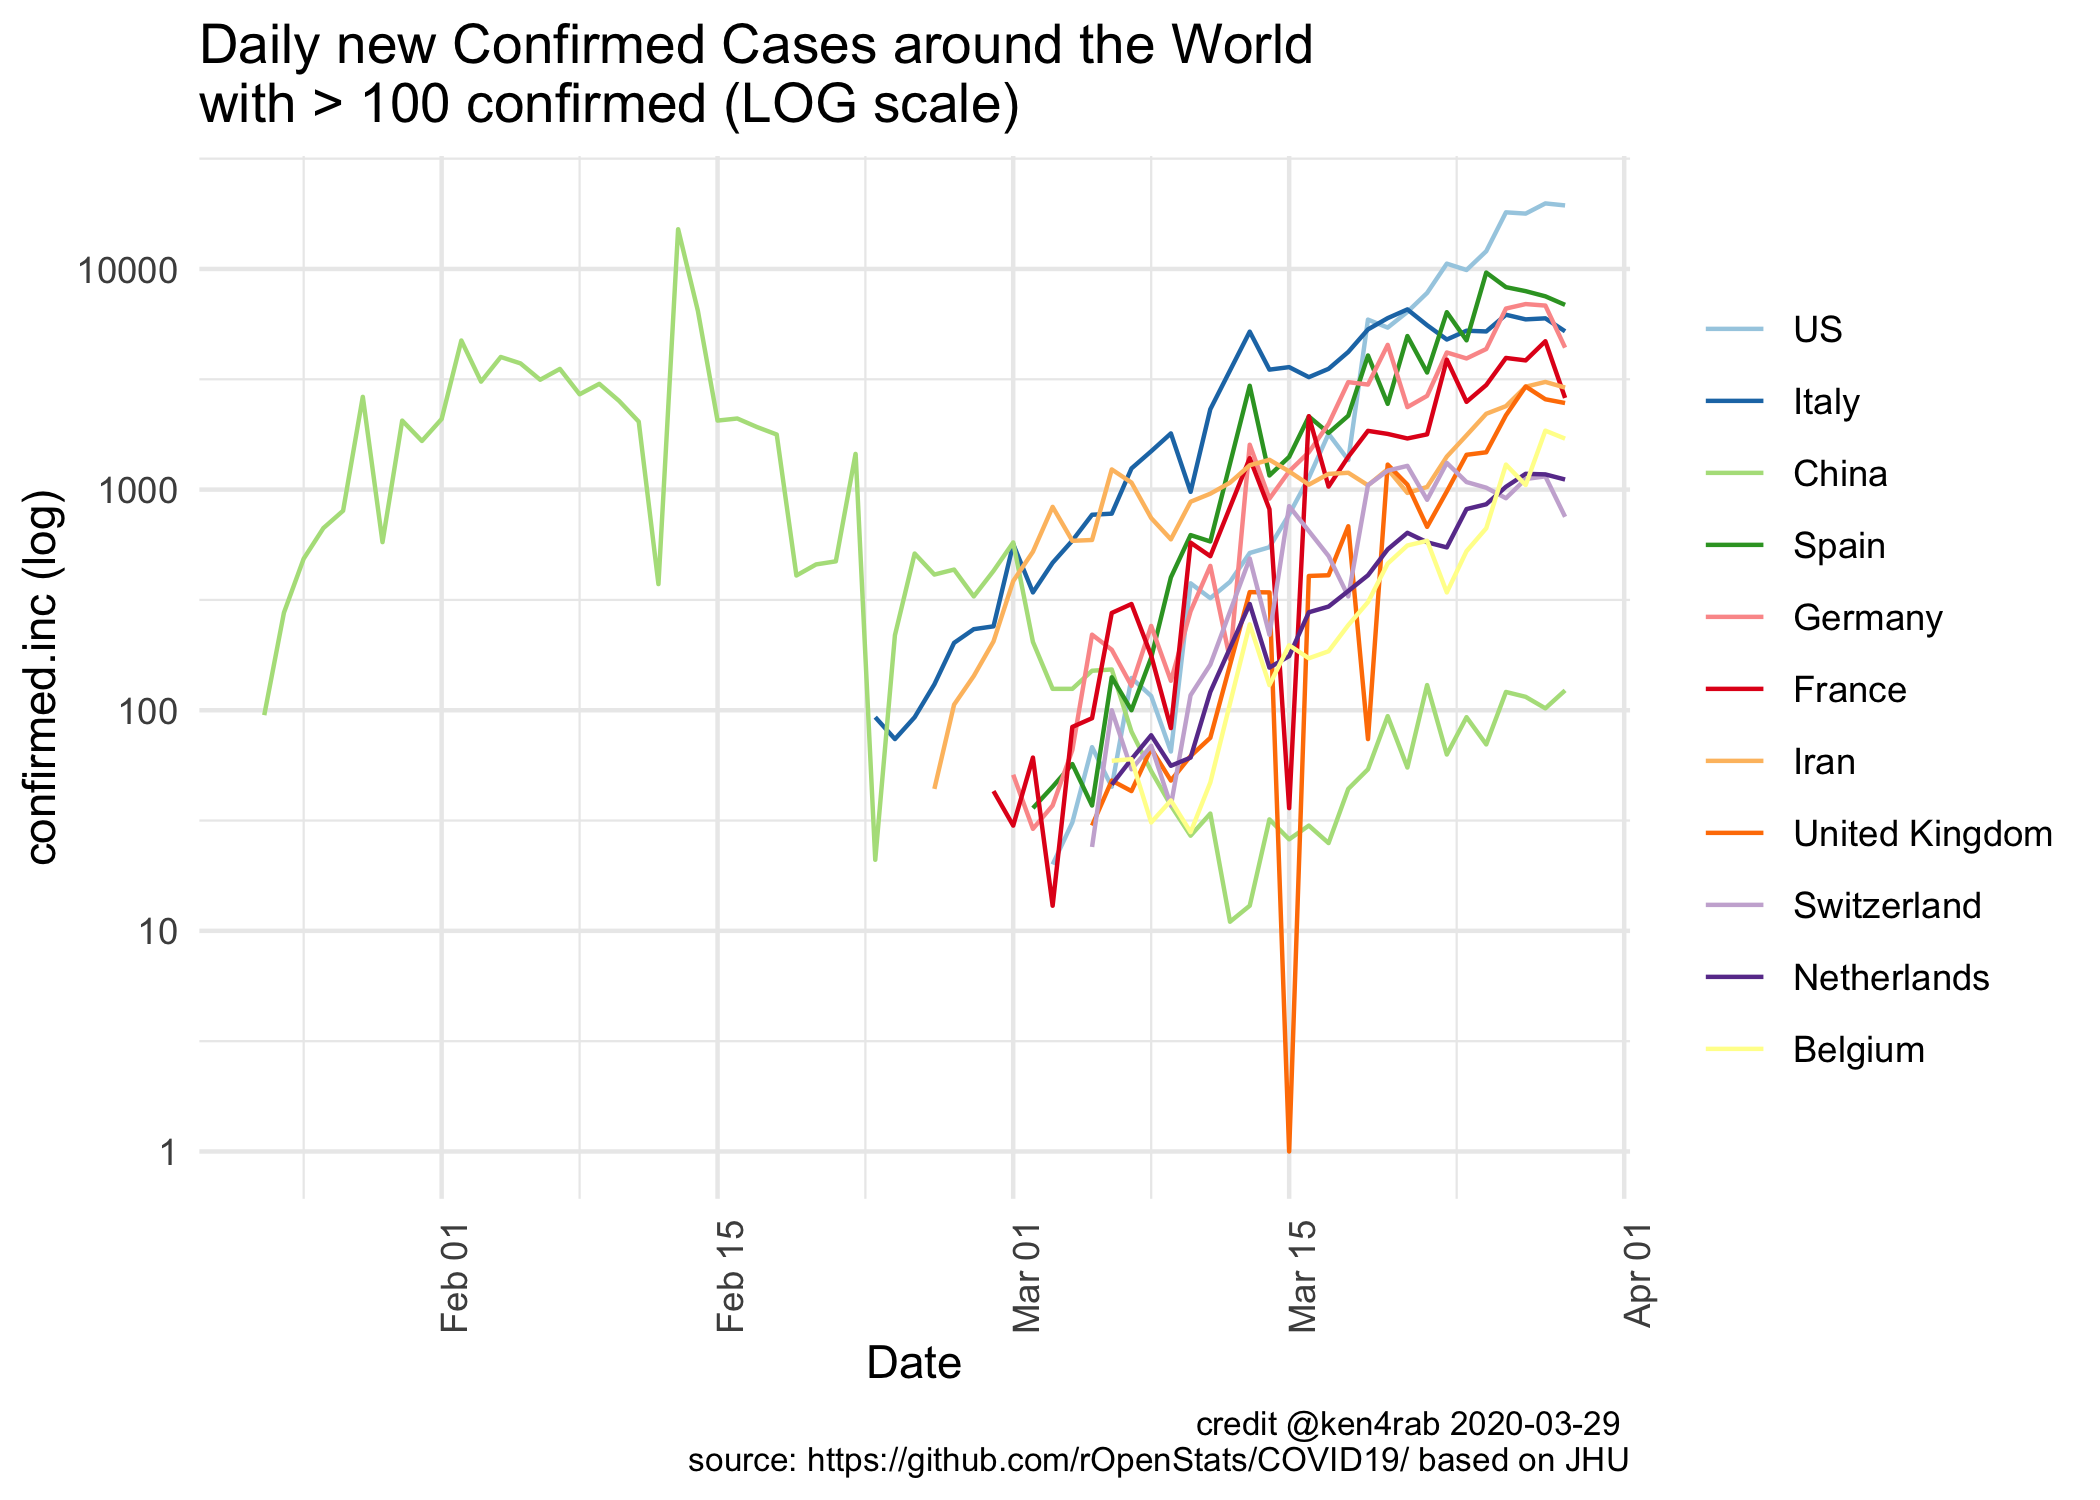 Daily new Confirmed Cases around the World
with > 100 confirmed (LOG scale)
confirmed.inc (log)
10000
1000
100
10
1
Feb 01
Feb 15
Mar 01
Mar 15
Apr 01
Date
US
Italy
China
Spain
Germany
France
Iran
United Kingdom
Switzerland
Netherlands
Belgium
credit @ken4rab 2020-03-29
source: https://github.com/rOpenStats/COVID19/ based on JHU